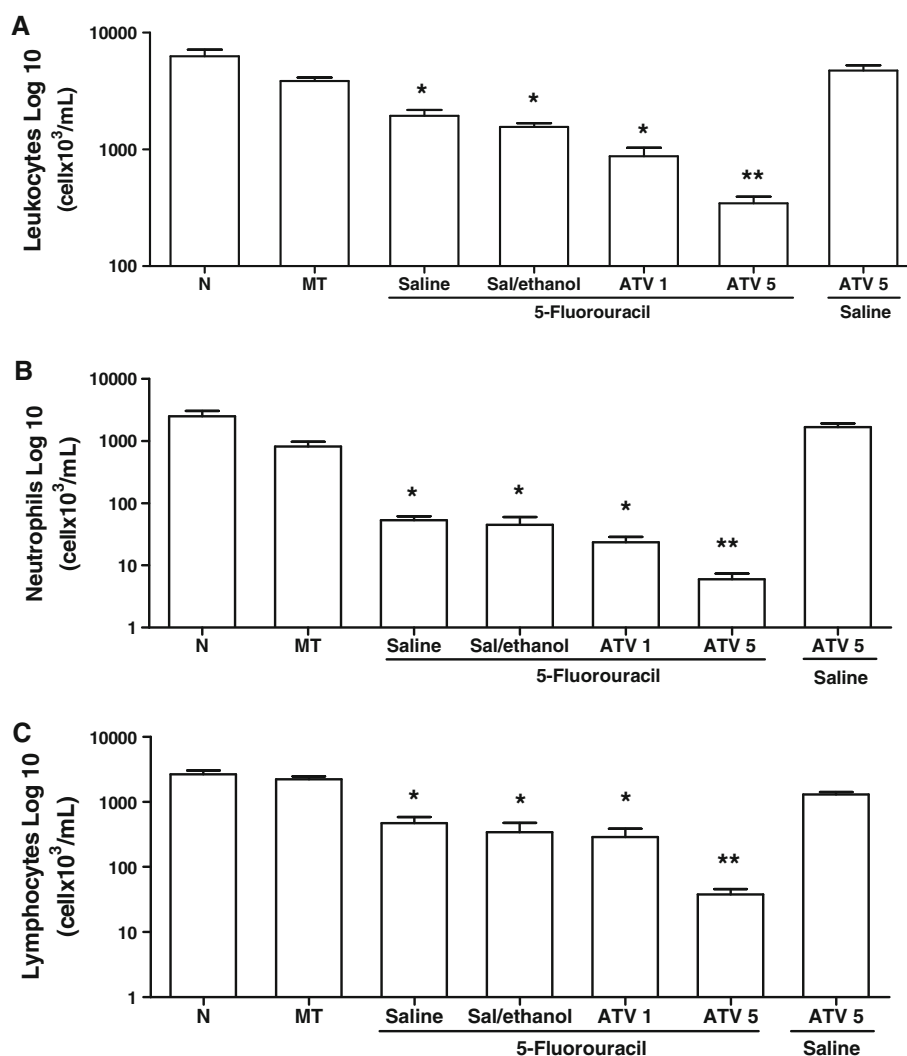 A
Leukocytes Log 10
(cellx10³/mL)
10000
1000
100
* * * **
N MT Saline Sal/ethanol ATV 1 ATV 5 ATV 5
5-Fluorouracil Saline
B
Neutrophils Log 10
(cellx10³/mL)
10000
1000
100
10
1
* * * **
N MT Saline Sal/ethanol ATV 1 ATV 5 ATV 5
5-Fluorouracil Saline
C
Lymphocytes Log 10
(cellx10³/mL)
10000
1000
100
10
1
* * * **
N MT Saline Sal/ethanol ATV 1 ATV 5 ATV 5
5-Fluorouracil Saline